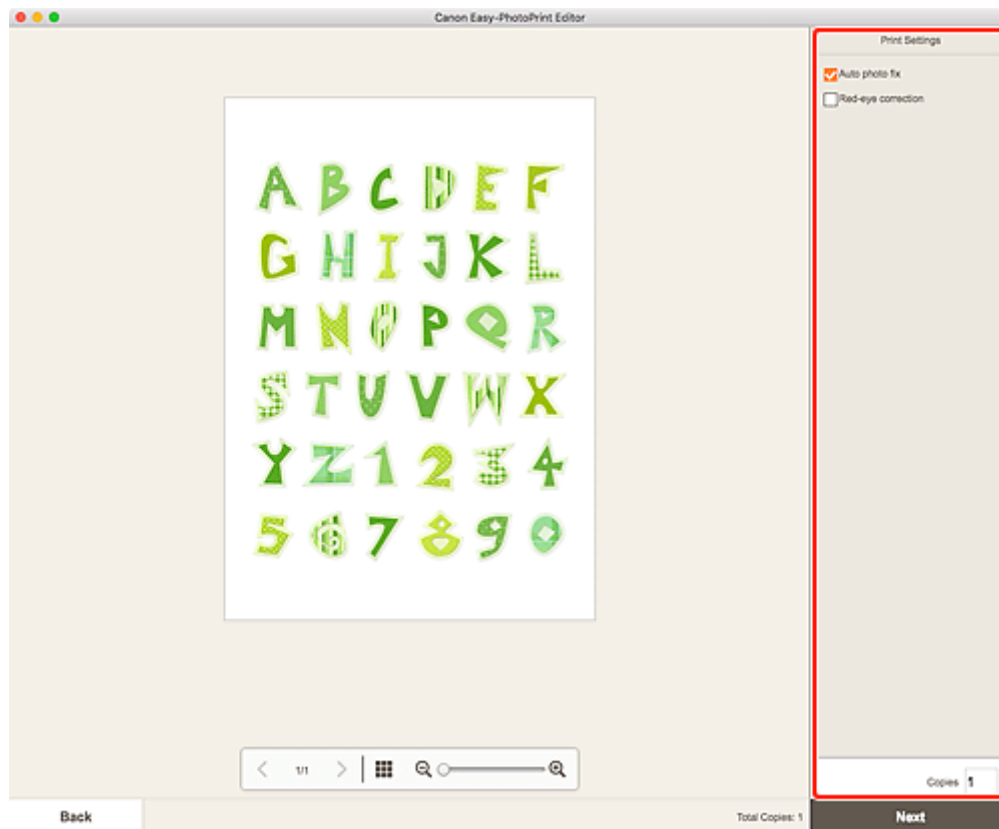 Canon Easy-PhotoPrint Editor
Print Settings
Auto photo fix
Red-eye correction
A B C D E F
G H I J K L
M N O P Q R
S T U V W X
Y Z 1 2 3 4
5 6 7 8 9 0
1/1
Copies 1
Back
Total Copies: 1
Next